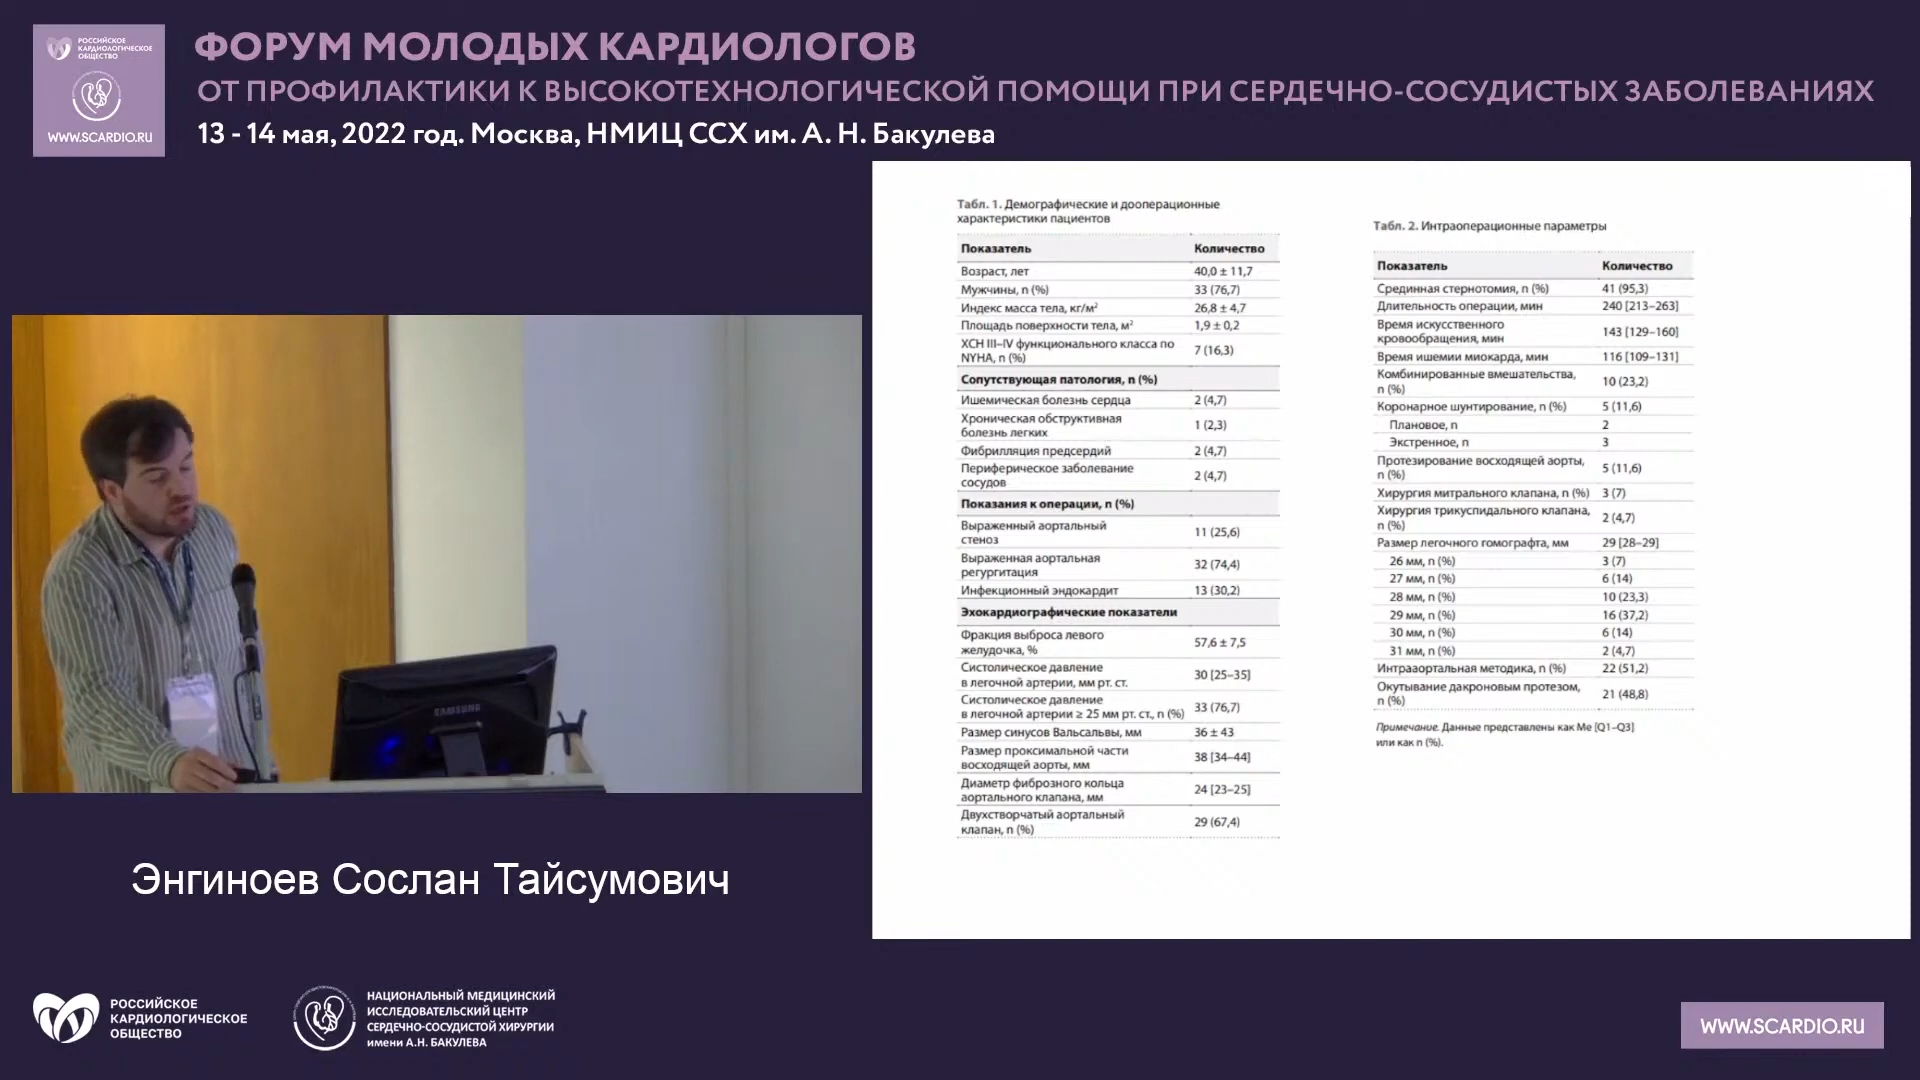 РОССИЙСКОЕ
КАРДИОЛОГИЧЕСКОЕ
ОБЩЕСТВО
WWW.SCARDIO.RU
ФОРУМ МОЛОДЫХ КАРДИОЛОГОВ
ОТ ПРОФИЛАКТИКИ К ВЫСОКОТЕХНОЛОГИЧЕСКОЙ ПОМОЩИ ПРИ СЕРДЕЧНО-СОСУДИСТЫХ ЗАБОЛЕВАНИЯХ
13 - 14 мая, 2022 год. Москва, НМИЦ ССХ им. А. Н. Бакулева
SAMSUNG
Энгиноев Сослан Тайсумович
Табл. 1. Демографические и дооперационные
характеристики пациентов
Показатель Количество
Возраст, лет 40,0 ± 11,7
Мужчины, n (%) 33 (76,7)
Индекс масса тела, кг/м² 26,8 ± 4,7
Площадь поверхности тела, м² 1,9 ± 0,2
ХСН III–IV функционального класса по
NYHA, n (%) 7 (16,3)
Сопутствующая патология, n (%)
Ишемическая болезнь сердца 2 (4,7)
Хроническая обструктивная
болезнь легких 1 (2,3)
Фибрилляция предсердий 2 (4,7)
Периферическое заболевание
сосудов 2 (4,7)
Показания к операции, n (%)
Выраженный аортальный
стеноз 11 (25,6)
Выраженная аортальная
регургитация 32 (74,4)
Инфекционный эндокардит 13 (30,2)
Эхокардиографические показатели
Фракция выброса левого
желудочка, % 57,6 ± 7,5
Систолическое давление
в легочной артерии, мм рт. ст. 30 [25–35]
Систолическое давление
в легочной артерии ≥ 25 мм рт. ст., n (%) 33 (76,7)
Размер синусов Вальсальвы, мм 36 ± 43
Размер проксимальной части
восходящей аорты, мм 38 [34–44]
Диаметр фиброзного кольца
аортального клапана, мм 24 [23–25]
Двухстворчатый аортальный
клапан, n (%) 29 (67,4)
Табл. 2. Интраоперационные параметры
Показатель Количество
Срединная стернотомия, n (%) 41 (95,3)
Длительность операции, мин 240 [213–263]
Время искусственного
кровообращения, мин 143 [129–160]
Время ишемии миокарда, мин 116 [109–131]
Комбинированные вмешательства,
n (%) 10 (23,2)
Коронарное шунтирование, n (%) 5 (11,6)
Плановое, n 2
Экстренное, n 3
Протезирование восходящей аорты,
n (%) 5 (11,6)
Хирургия митрального клапана, n (%) 3 (7)
Хирургия трикуспидального клапана,
n (%) 2 (4,7)
Размер легочного гомографта, мм 29 [28–29]
26 мм, n (%) 3 (7)
27 мм, n (%) 6 (14)
28 мм, n (%) 10 (23,3)
29 мм, n (%) 16 (37,2)
30 мм, n (%) 6 (14)
31 мм, n (%) 2 (4,7)
Интрааортальная методика, n (%) 22 (51,2)
Окутывание дакроновым протезом,
n (%) 21 (48,8)
Примечание. Данные представлены как Me [Q1–Q3]
или как n (%).
РОССИЙСКОЕ
КАРДИОЛОГИЧЕСКОЕ
ОБЩЕСТВО
НАЦИОНАЛЬНЫЙ МЕДИЦИНСКИЙ
ИССЛЕДОВАТЕЛЬСКИЙ ЦЕНТР
СЕРДЕЧНО-СОСУДИСТОЙ ХИРУРГИИ
имени А.Н. БАКУЛЕВА
WWW.SCARDIO.RU